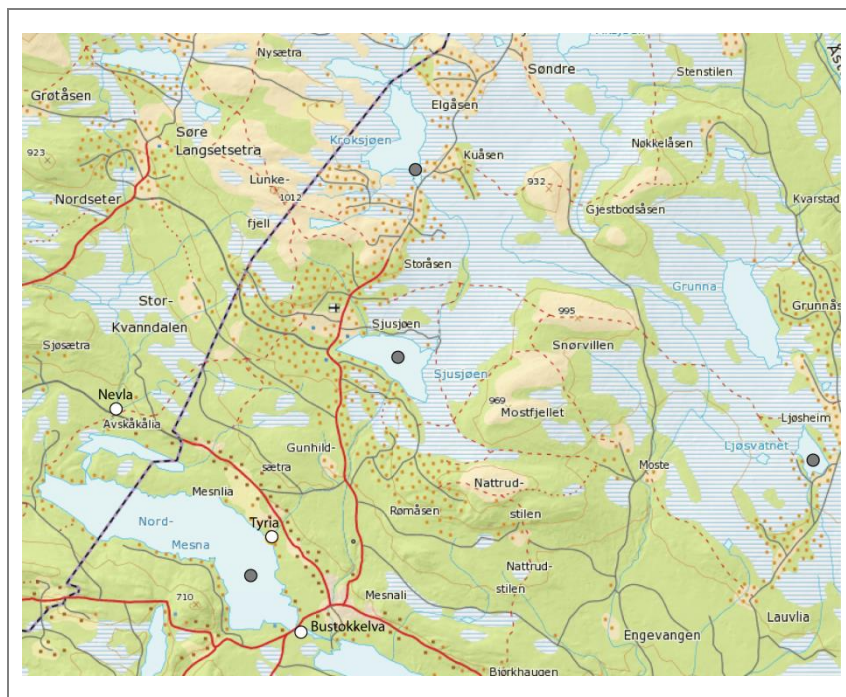 Nysætra
Søndre
Stenstilen
Grøtåsen
Elgåsen
Søre
Langsetsetra
Kroksjøen
Kuåsen
Nøkkelåsen
923
932
Lunke-
1012
fjell
Nordseter
Kvarstad
Gjestbodsåsen
Storåsen
Grunna
Stor-
Kvanndalen
995
Grunnås
Sjusjøen
Snørvillen
Sjøsætra
Sjusjøen
Nevla
969
Mostfjellet
Avskåkålia
Ljøsheim
Gunhild-
sætra
Ljøsvatnet
Moste
Mesnlia
Nattrud-
stilen
Rømåsen
Nord-
Mesna
Tyria
Nattrud-
stilen
710
Mesnali
Bustokkelva
Lauvlia
Engevangen
Bjørkhaugen